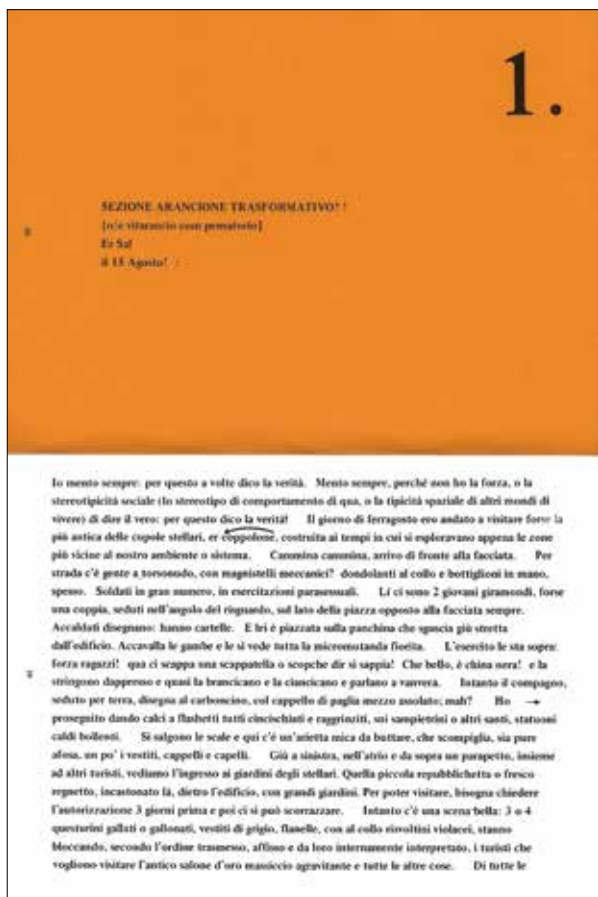 1.
SEZIONE ARANCIONE TRASFORMATIVO? !
Er Sal
il 15 Agosto!
Io mento sempre: per questo a volte dico la verità. Mento sempre, perché non ho la forza, o la
stereotipicità sociale (lo stereotipo di comportamento di qua, o la tipicità spaziale di altri mondi di
vivere) di dire il vero: per questo dico la verità! Il giorno di ferragosto ero andato a visitare forse la
più antica delle cupole stellari, er coppolone, costruita ai tempi in cui si esploravano appena le zone
più vicine al nostro ambiente o sistema. Cammina cammina, arrivo di fronte alla facciata. Per
strada c'è gente a torsonudo, con magnistelli meccanici? dondolanti al collo e bottiglioni in mano,
spesso. Soldati in gran numero, in esercitazioni parasessuali. Lì ci sono 2 giovani giramondi, forse
una coppia, seduti nell'angolo del riguardo, sul lato della piazza opposto alla facciata sempre.
Accaldati disegnano: hanno cartelle. E lei è piazzata sulla panchina che sguscia già stretta
dall'edificio. Accavalla le gambe e le si vede tutta la micromutanda fiorita. L'esercito le sta sopra:
forza ragazzi! qua ci scappa una scappatella o scopche dir si sappia! Che bello, è china nera! e la
stringono dappresso e quasi la brancicano e la ciancicano e parlano a vanvera. Intanto il compagno,
seduto per terra, disegna al carboncino, col cappello di paglia mezzo assolato; mah? Ho →
proseguito dando calci a flashetti tutti cincischiati e raggrinziti, sui sampietrini o altri santi, statuoni
caldi bollenti. Si salgono le scale e qui c'è un'arietta mica da buttare, che scompiglia, sia pure
afosa, un po' i vestiti, cappelli e capelli. Giù a sinistra, nell'atrio e da sopra un parapetto, insieme
ad altri turisti, vediamo l'ingresso ai giardini degli stellari. Quella piccola repubblichetta o fresco
regnetto, incastonato là, dietro l'edificio, con grandi giardini. Per poter visitare, bisogna chiedere
l'autorizzazione 3 giorni prima e poi ci si può scorrazzare. Intanto c'è una scena bella: 3 o 4
questurini gallati o gallonati, vestiti di grigio, flanelle, con al collo risvoltini violacei, stanno
bloccando, secondo l'ordine trasmesso, affisso e da loro internamente interpretato, i turisti che
vogliono visitare l'antico salone d'oro massiccio agravitante e tutte le altre cose. Di tutte le